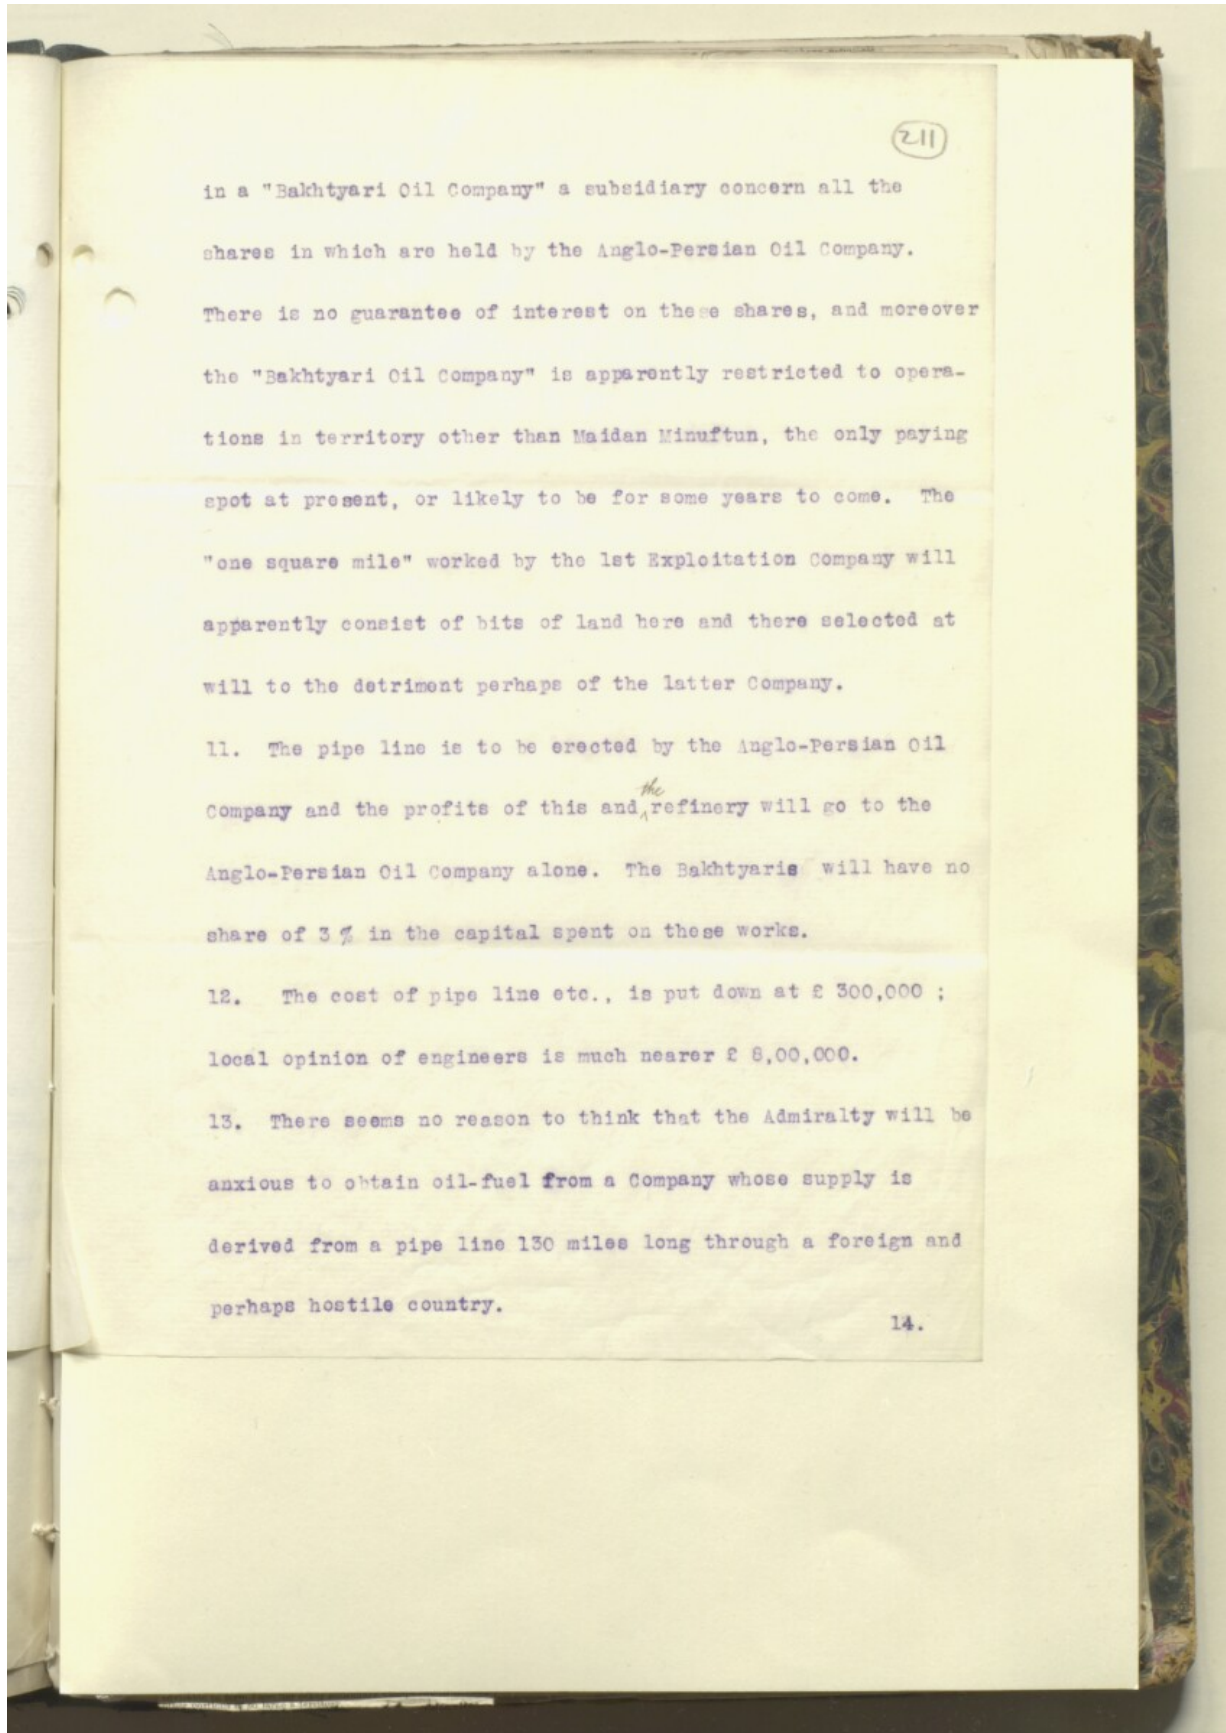 211
in a "Bakhtyari Oil Company" a subsidiary concern all the
shares in which are held by the Anglo-Persian Oil Company.
There is no guarantee of interest on these shares, and moreover
the "Bakhtyari Oil Company" is apparently restricted to opera-
tions in territory other than Maidan Minuftun, the only paying
spot at present, or likely to be for some years to come. The
"one square mile" worked by the 1st Exploitation Company will
apparently consist of bits of land here and there selected at
will to the detriment perhaps of the latter Company.
11. The pipe line is to be erected by the Anglo-Persian Oil
Company and the profits of this and the refinery will go to the
Anglo-Persian Oil Company alone. The Bakhtyaris will have no
share of 3 % in the capital spent on these works.
12. The cost of pipe line etc., is put down at £ 300,000 ;
local opinion of engineers is much nearer £ 8,00,000.
13. There seems no reason to think that the Admiralty will be
anxious to obtain oil-fuel from a Company whose supply is
derived from a pipe line 130 miles long through a foreign and
perhaps hostile country.
14.